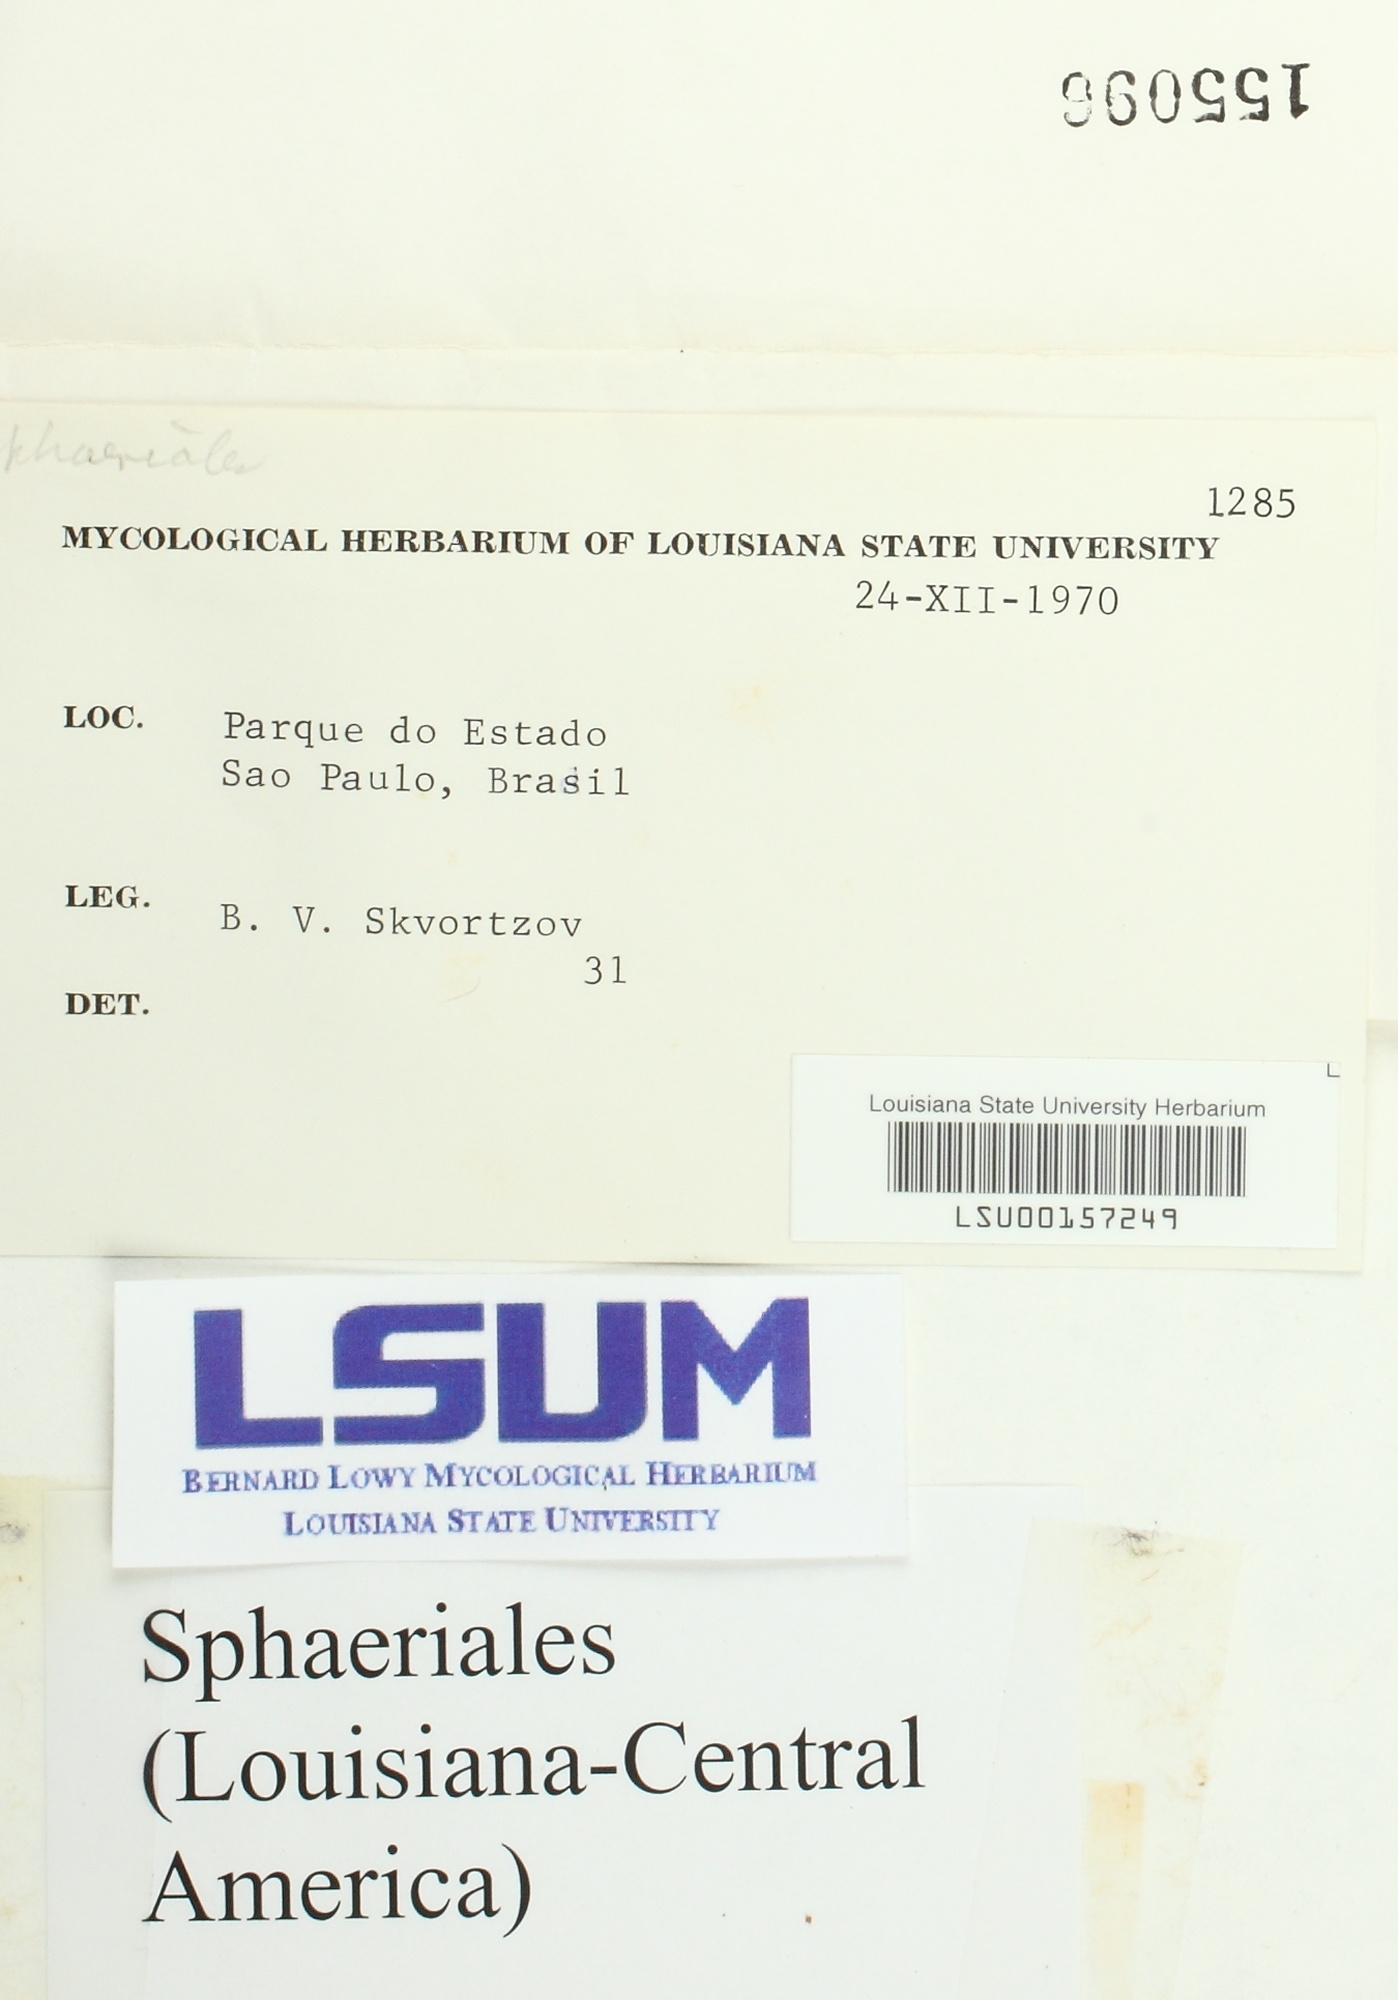 155096
phaeriales
1285
MYCOLOGICAL HERBARIUM OF LOUISIANA STATE UNIVERSITY
24-XII-1970
LOC. Parque do Estado
Sao Paulo, Brasil
LEG. B. V. Skvortzov
31
DET.
Louisiana State University Herbarium
LSU00157249
LSUM
BERNARD LOWY MYCOLOGICAL HERBARIUM
LOUISIANA STATE UNIVERSITY
Sphaeriales
(Louisiana-Central
America)